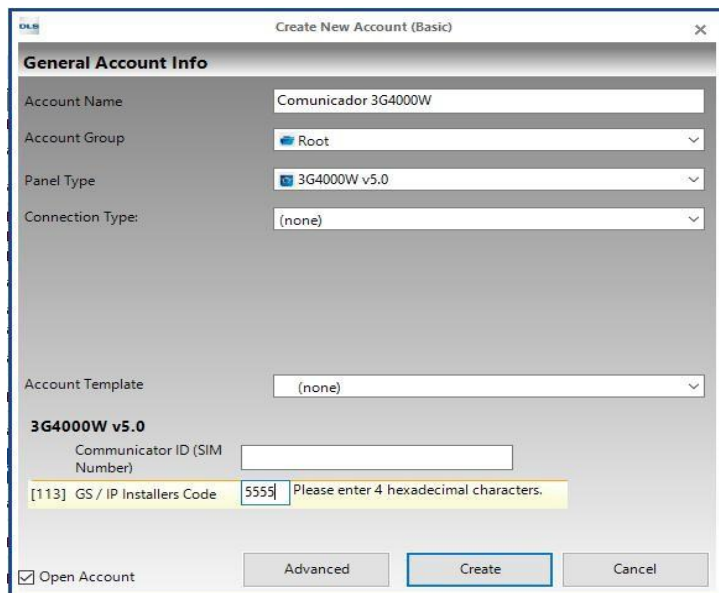 DLS
Create New Account (Basic)
General Account Info
Account Name Comunicador 3G4000W
Account Group Root
Panel Type 3G4000W v5.0
Connection Type: (none)
Account Template (none)
3G4000W v5.0
Communicator ID (SIM
Number)
[113] GS / IP Installers Code 5555 Please enter 4 hexadecimal characters.
Open Account Advanced Create Cancel